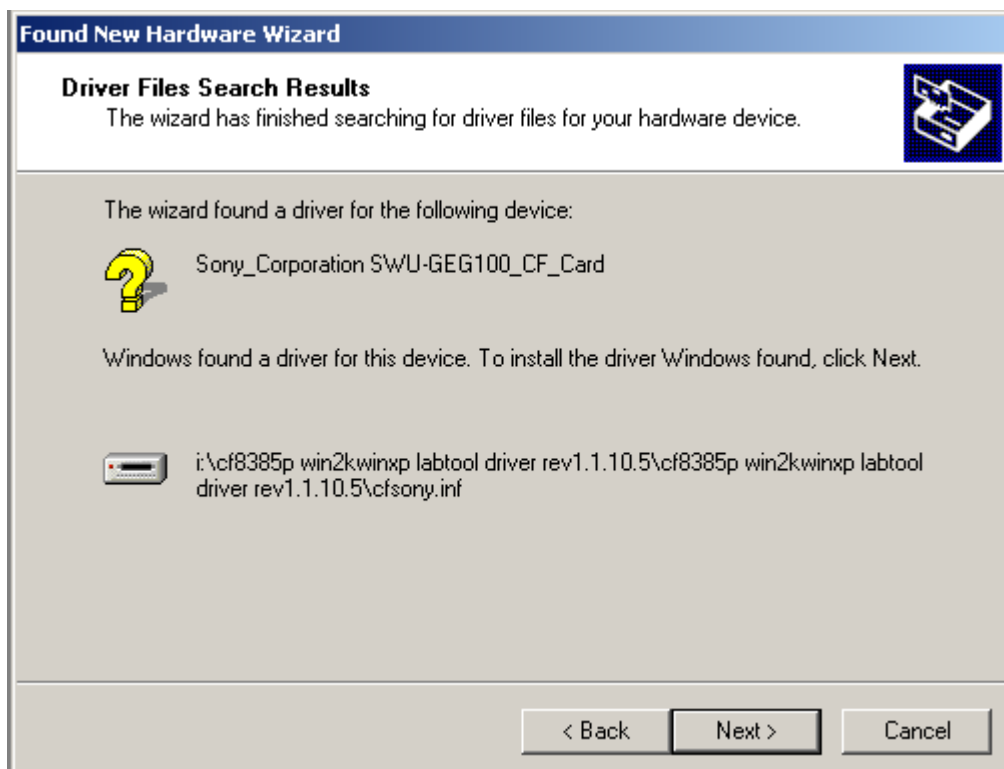 Found New Hardware Wizard
Driver Files Search Results
The wizard has finished searching for driver files for your hardware device.
The wizard found a driver for the following device:
Sony_Corporation SWU-GEG100_CF_Card
Windows found a driver for this device. To install the driver Windows found, click Next.
i:\cf8385p win2kwinxp labtool driver rev1.1.10.5\cf8385p win2kwinxp labtool
driver rev1.1.10.5\cfsony.inf
< Back Next > Cancel